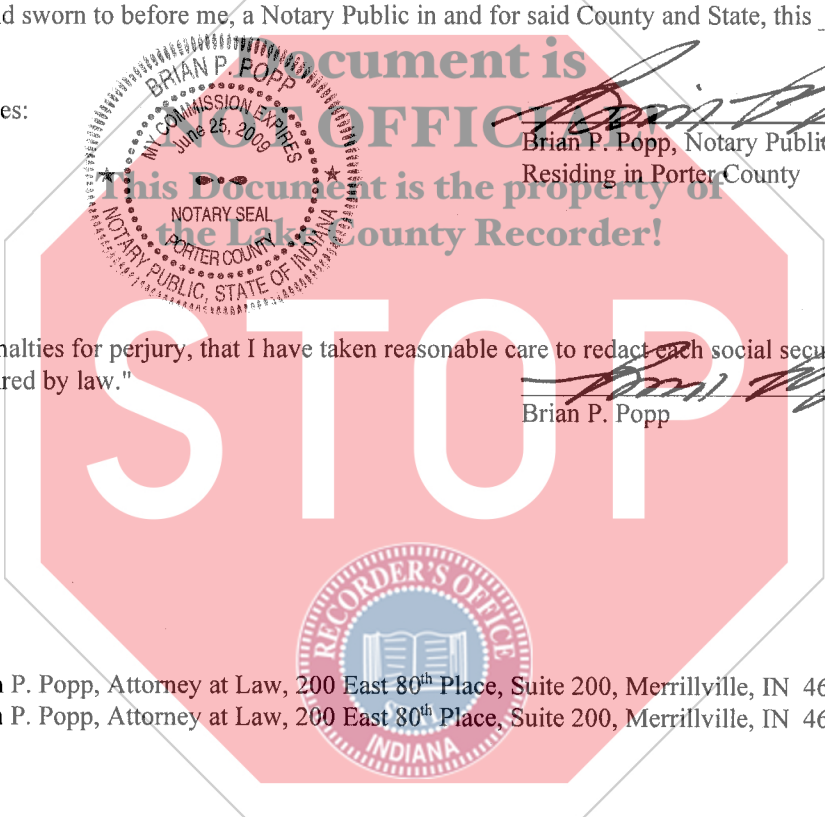 d sworn to before me, a Notary Public in and for said County and State, this
Document is
NOT OFFICIAL!
This Document is the property of
the Lake County Recorder!
BRIAN P. POPP
MY COMMISSION EXPIRES
June 25, 2009
NOTARY SEAL
PORTER COUNTY
NOTARY PUBLIC, STATE OF INDIANA
es:
Brian P. Popp, Notary Public
Residing in Porter County
STOP
nalties for perjury, that I have taken reasonable care to redact each social secu
red by law."
Brian P. Popp
RECORDER'S OFFICE
INDIANA
P. Popp, Attorney at Law, 200 East 80th Place, Suite 200, Merrillville, IN 46
P. Popp, Attorney at Law, 200 East 80th Place, Suite 200, Merrillville, IN 46